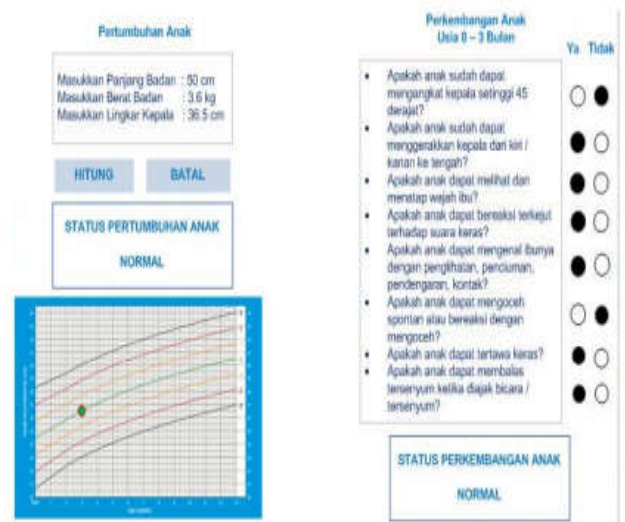 Pertumbuhan Anak
Masukkan Panjang Badan : 50 cm
Masukkan Berat Badan : 3.6 kg
Masukkan Lingkar Kepala : 36.5 cm
HITUNG BATAL
STATUS PERTUMBUHAN ANAK
NORMAL
Perkembangan Anak
Usia 0 – 3 Bulan
Ya Tidak
• Apakah anak sudah dapat
mengangkat kepala setinggi 45
derajat?
• Apakah anak sudah dapat
menggerakkan kepala dari kiri /
kanan ke tengah?
• Apakah anak dapat melihat dan
menatap wajah ibu?
• Apakah anak dapat bereaksi terkejut
terhadap suara keras?
• Apakah anak dapat mengenal ibunya
dengan penglihatan, penciuman,
pendengaran, kontak?
• Apakah anak dapat mengoceh
spontan atau bereaksi dengan
mengoceh?
• Apakah anak dapat tertawa keras?
• Apakah anak dapat membalas
tersenyum ketika diajak bicara /
tersenyum?
STATUS PERKEMBANGAN ANAK
NORMAL